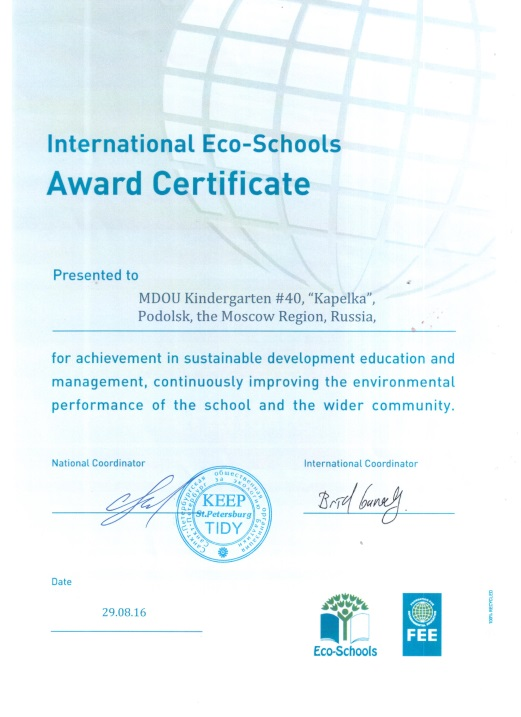 International Eco-Schools
Award Certificate
Presented to
MDOU Kindergarten #40, “Kapelka”,
Podolsk, the Moscow Region, Russia,
for achievement in sustainable development education and
management, continuously improving the environmental
performance of the school and the wider community.
National Coordinator
International Coordinator
KEEP
St.Petersburg
TIDY
Date
29.08.16
Eco-Schools
FEE
100% RECYCLED